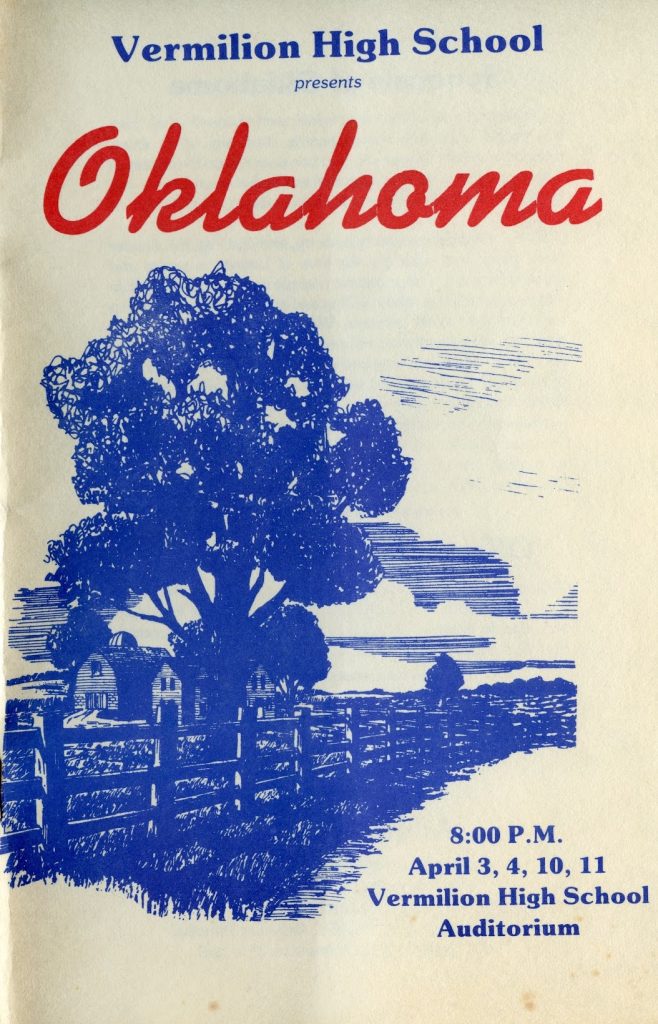 Vermilion High School
presents
Oklahoma
8:00 P.M.
April 3, 4, 10, 11
Vermilion High School
Auditorium